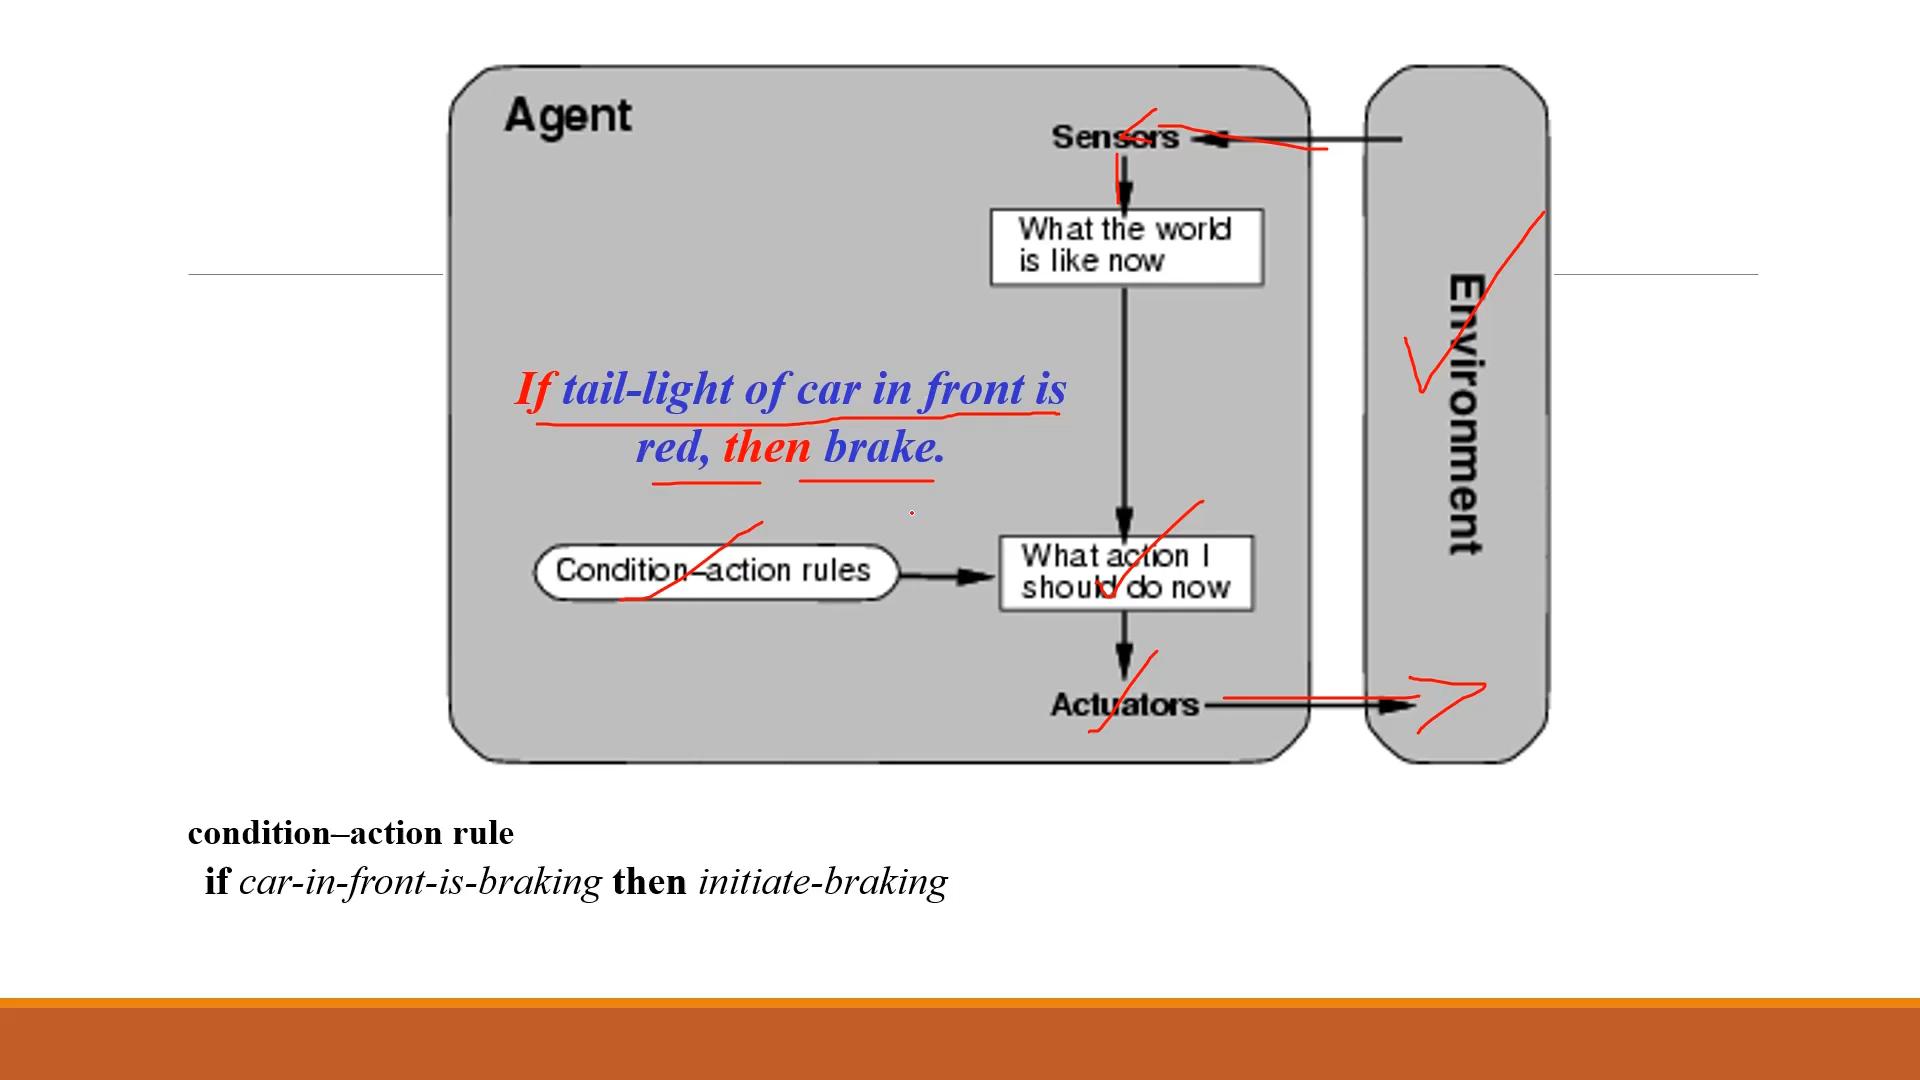 Agent
Sensors
What the world
is like now
If tail-light of car in front is
red, then brake.
Condition–action rules
What action I
should do now
Actuators
Environment
condition–action rule
if car-in-front-is-braking then initiate-braking